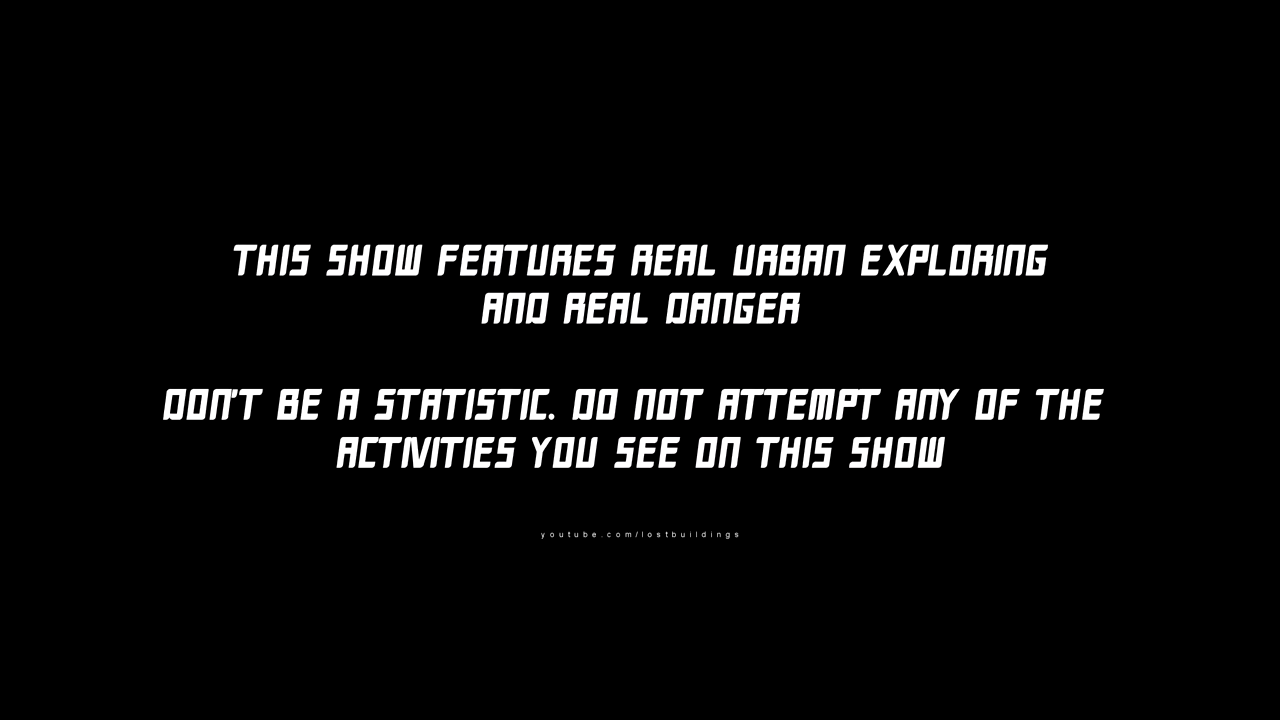 THIS SHOW FEATURES REAL URBAN EXPLORING
AND REAL DANGER
DON'T BE A STATISTIC. DO NOT ATTEMPT ANY OF THE
ACTIVITIES YOU SEE ON THIS SHOW
youtube.com/lostbuildings